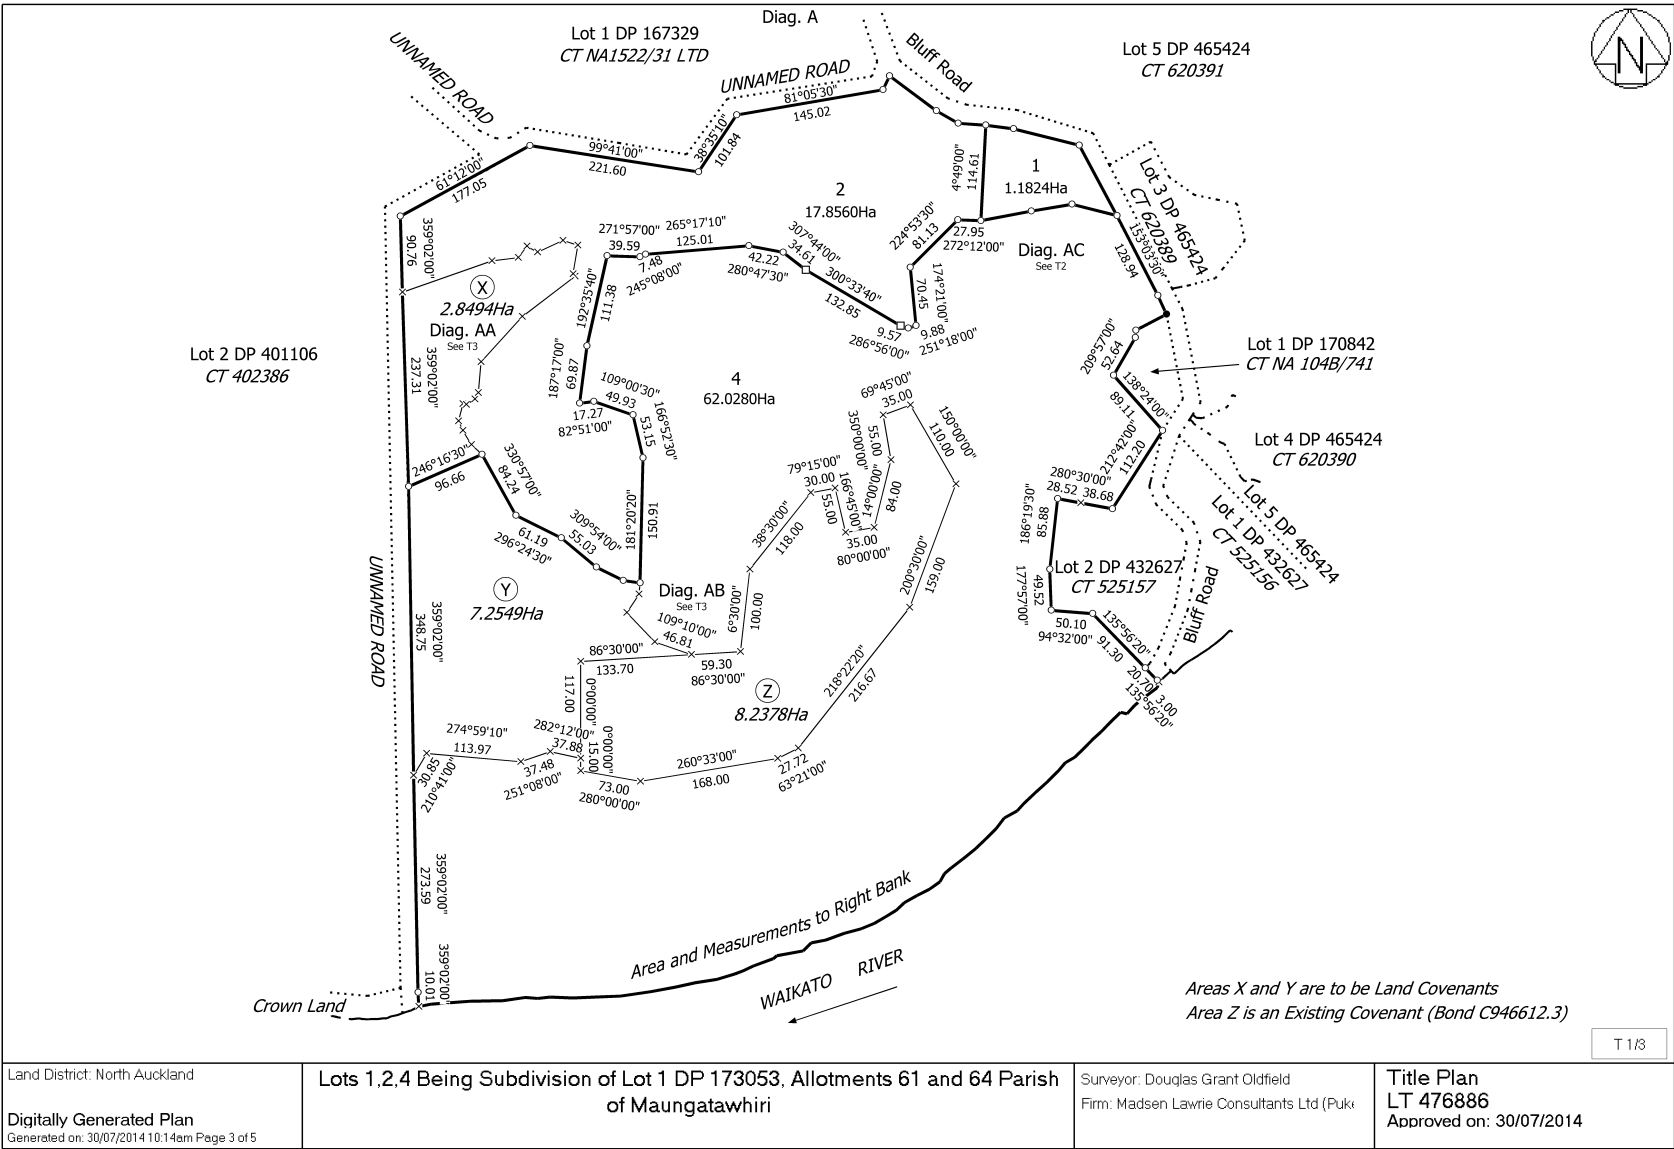 Diag. A
Lot 1 DP 167329
CT NA1522/31 LTD
UNNAMED ROAD
UNNAMED ROAD
Bluff Road
Lot 5 DP 465424
CT 620391
N
81°05'30"
145.02
38°35'10"
101.84
99°41'00"
221.60
61°12'00"
177.05
4°49'00"
114.61
1
1.1824Ha
2
17.8560Ha
Lot 3 DP 465424
CT 620389
153°03'30"
128.94
359°02'00"
90.76
271°57'00"
39.59
265°17'10"
125.01
7.48
245°08'00"
42.22
280°47'30"
307°44'00"
34.61
300°33'40"
132.85
224°53'30"
81.13
27.95
272°12'00"
Diag. AC
See T2
174°21'00"
70.45
9.57
286°56'00"
9.88
251°18'00"
X
2.8494Ha
Diag. AA
See T3
192°35'40"
111.38
187°17'00"
69.87
Lot 2 DP 401106
CT 402386
359°02'00"
237.31
109°00'30"
49.93
17.27
82°51'00"
166°52'30"
53.15
4
62.0280Ha
209°57'00"
52.64
Lot 1 DP 170842
CT NA 104B/741
138°24'00"
89.11
212°42'00"
112.20
280°30'00"
28.52
38.68
Lot 4 DP 465424
CT 620390
69°45'00"
35.00
350°00'00"
55.00
150°00'00"
110.00
79°15'00"
30.00
166°45'00"
55.00
14°00'00"
84.00
35.00
80°00'00"
38°30'00"
118.00
246°16'30"
96.66
330°57'00"
84.24
61.19
296°24'30"
309°54'00"
55.03
181°20'20"
150.91
186°19'30"
85.88
Lot 5 DP 465424
Lot 1 DP 432627
CT 525156
Lot 2 DP 432627
CT 525157
177°57'00"
49.52
50.10
94°32'00"
135°56'20"
91.30
20.70
135°56'20"
3.00
Bluff Road
UNNAMED ROAD
Y
7.2549Ha
359°02'00"
348.75
Diag. AB
See T3
109°10'00"
46.81
6°30'00"
100.00
200°30'00"
159.00
86°30'00"
133.70
59.30
86°30'00"
117.00
0°00'00"
Z
8.2378Ha
218°22'20"
216.67
274°59'10"
113.97
282°12'00"
37.88
0°00'00"
15.00
37.48
251°08'00"
30.85
210°41'00"
73.00
280°00'00"
260°33'00"
168.00
27.72
63°21'00"
359°02'00"
273.59
359°02'00"
10.01
Area and Measurements to Right Bank
WAIKATO RIVER
Crown Land
Areas X and Y are to be Land Covenants
Area Z is an Existing Covenant (Bond C946612.3)
T 1/3
Land District: North Auckland
Digitally Generated Plan
Generated on: 30/07/2014 10:14am Page 3 of 5
Lots 1,2,4 Being Subdivision of Lot 1 DP 173053, Allotments 61 and 64 Parish
of Maungatawhiri
Surveyor: Douglas Grant Oldfield
Firm: Madsen Lawrie Consultants Ltd (Puke
Title Plan
LT 476886
Approved on: 30/07/2014